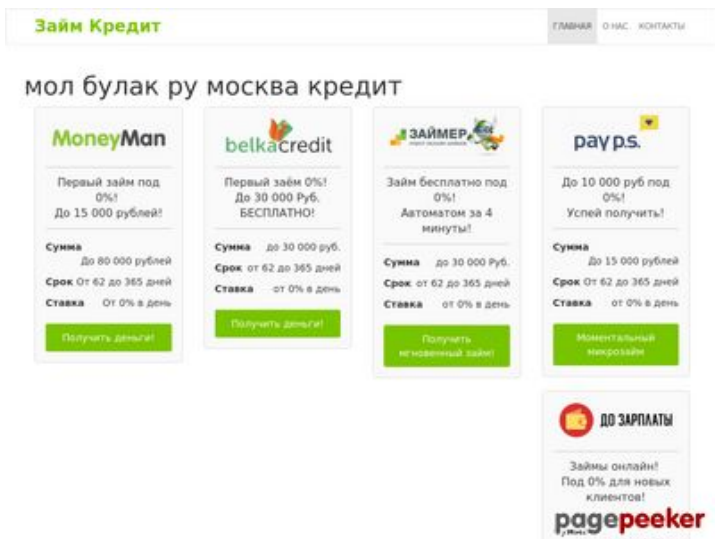 Займ Кредит
ГЛАВНАЯ О НАС КОНТАКТЫ
мол булак ру москва кредит
MoneyMan
Первый займ под
0%!
До 15 000 рублей!
Сумма
До 80 000 рублей
Срок От 62 до 365 дней
Ставка От 0% в день
Получить деньги!
belkacredit
Первый заём 0%!
До 30 000 Руб.
БЕСПЛАТНО!
Сумма до 30 000 руб.
Срок от 62 до 365 дней
Ставка от 0% в день
Получить деньги!
ЗАЙМЕР
Займ бесплатно под
0%!
Автоматом за 4
минуты!
Сумма до 30 000 Руб.
Срок от 62 до 365 дней
Ставка от 0% в день
Получить
мгновенный займ!
pay p.s.
До 10 000 руб под
0%!
Успей получить!
Сумма
До 15 000 рублей
Срок От 62 до 365 дней
Ставка от 0% в день
Моментальный
микрозайм
ДО ЗАРПЛАТЫ
Займы онлайн!
Под 0% для новых
клиентов!
pagepeeker